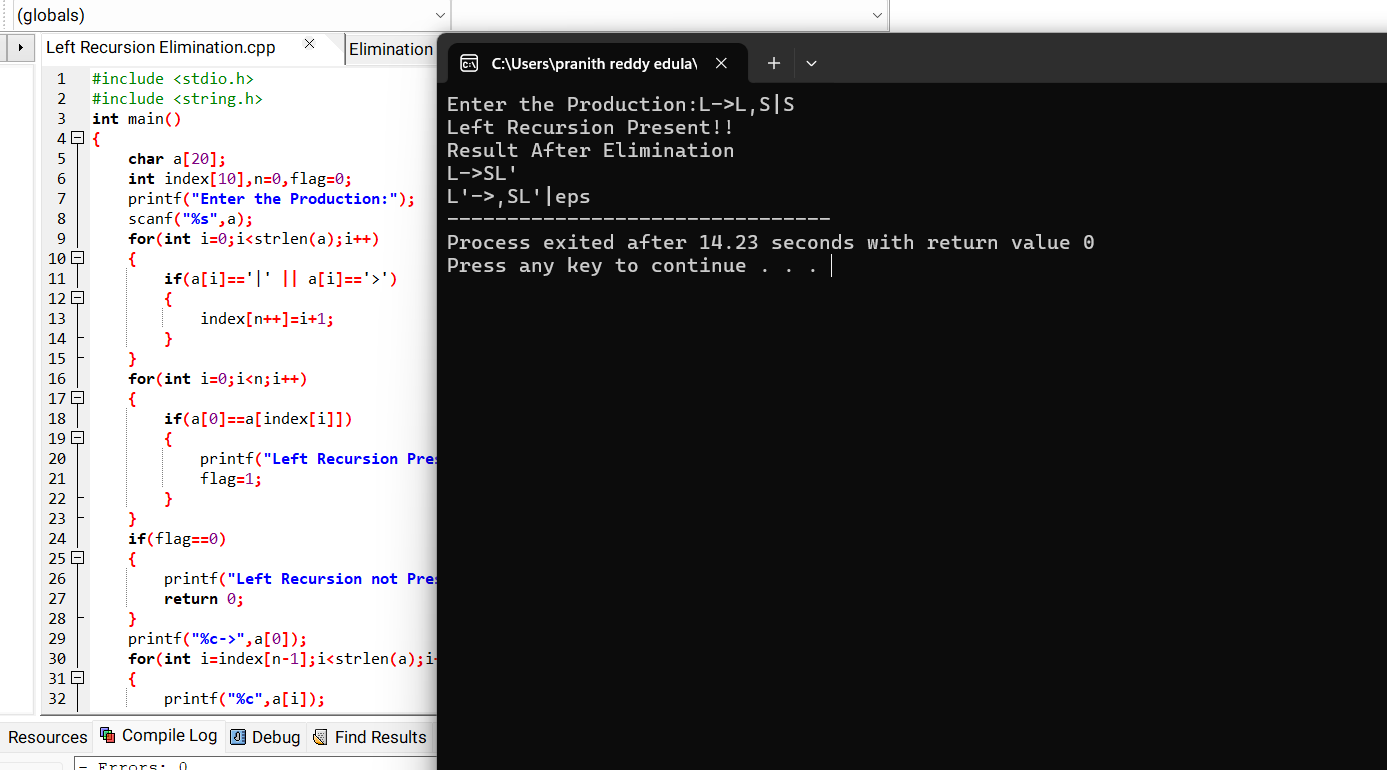 (globals)
Left Recursion Elimination.cpp
Elimination
1 #include <stdio.h>
2 #include <string.h>
3 int main()
4 {
5 char a[20];
6 int index[10],n=0,flag=0;
7 printf("Enter the Production:");
8 scanf("%s",a);
9 for(int i=0;i<strlen(a);i++)
10 {
11 if(a[i]=='|' || a[i]=='>')
12 {
13 index[n++]=i+1;
14 }
15 }
16 for(int i=0;i<n;i++)
17 {
18 if(a[0]==a[index[i]])
19 {
20 printf("Left Recursion Pres
21 flag=1;
22 }
23 }
24 if(flag==0)
25 {
26 printf("Left Recursion not Pres
27 return 0;
28 }
29 printf("%c->",a[0]);
30 for(int i=index[n-1];i<strlen(a);i+
31 {
32 printf("%c",a[i]);
Resources
Compile Log
Debug
Find Results
- Errors: 0
C:\Users\pranith reddy edula\
Enter the Production:L->L,S|S
Left Recursion Present!!
Result After Elimination
L->SL'
L'->,SL'|eps
--------------------------------
Process exited after 14.23 seconds with return value 0
Press any key to continue . . .